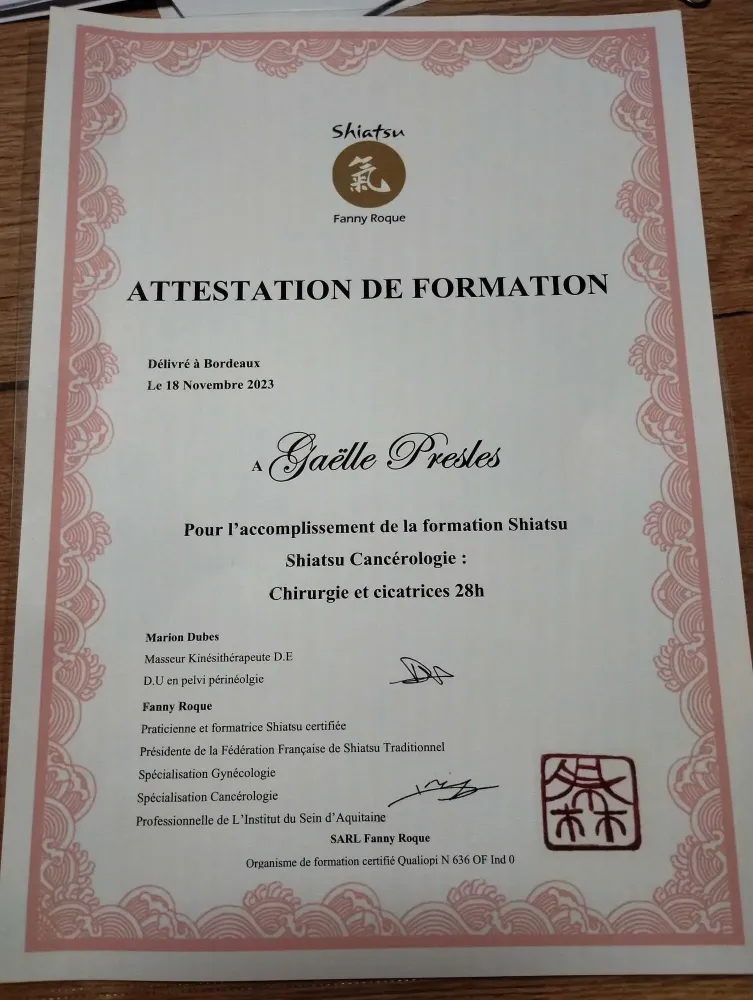 Shiatsu
氣
Fanny Roque
ATTESTATION DE FORMATION
Délivré à Bordeaux
Le 18 Novembre 2023
A Gaëlle Presles
Pour l'accomplissement de la formation Shiatsu
Shiatsu Cancérologie :
Chirurgie et cicatrices 28h
Marion Dubes
Masseur Kinésithérapeute D.E
D.U en pelvi périnéologie
Fanny Roque
Praticienne et formatrice Shiatsu certifiée
Présidente de la Fédération Française de Shiatsu Traditionnel
Spécialisation Gynécologie
Spécialisation Cancérologie
Professionnelle de L'Institut du Sein d'Aquitaine
SARL Fanny Roque
Organisme de formation certifié Qualiopi N 636 OF Ind 0